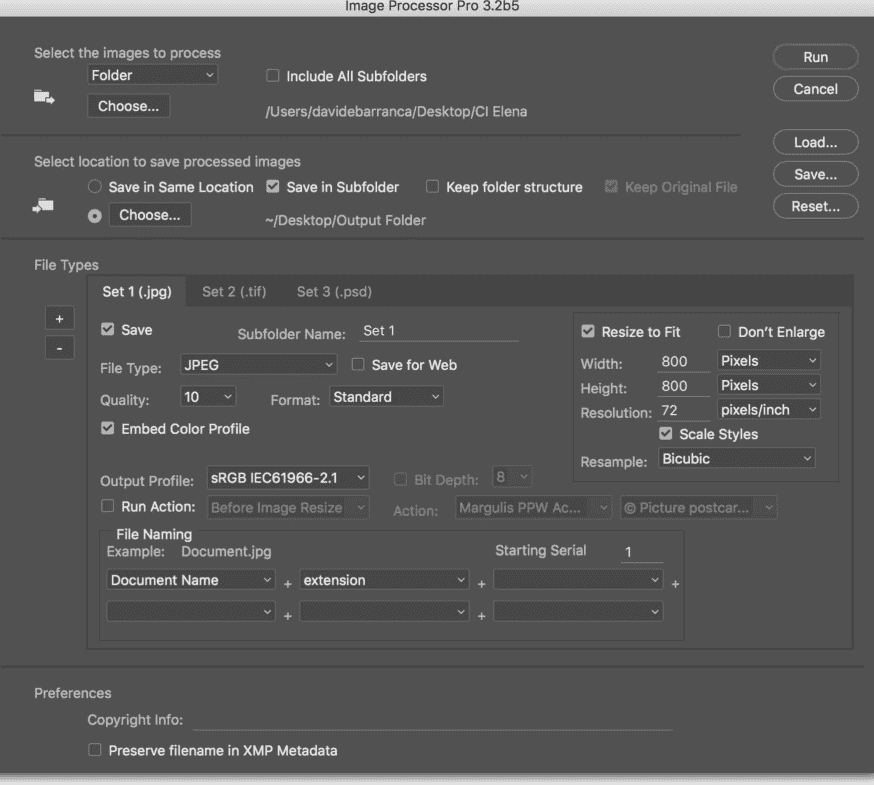 Image Processor Pro 3.2b5
Select the images to process
Folder
Include All Subfolders
Run
Choose...
/Users/davidebarranca/Desktop/CI Elena
Cancel
Load...
Select location to save processed images
Save...
Save in Same Location Save in Subfolder Keep folder structure Keep Original File
Reset...
Choose...
~/Desktop/Output Folder
File Types
Set 1 (.jpg) Set 2 (.tif) Set 3 (.psd)
+
-
Save
Subfolder Name: Set 1
File Type: JPEG Save for Web
Quality: 10 Format: Standard
Embed Color Profile
Resize to Fit Don't Enlarge
Width: 800 Pixels
Height: 800 Pixels
Resolution: 72 pixels/inch
Scale Styles
Resample: Bicubic
Output Profile: sRGB IEC61966-2.1 Bit Depth: 8
Run Action: Before Image Resize Action: Margulis PPW Ac... © Picture postcar...
File Naming
Example: Document.jpg Starting Serial 1
Document Name + extension + +
+ +
Preferences
Copyright Info:
Preserve filename in XMP Metadata